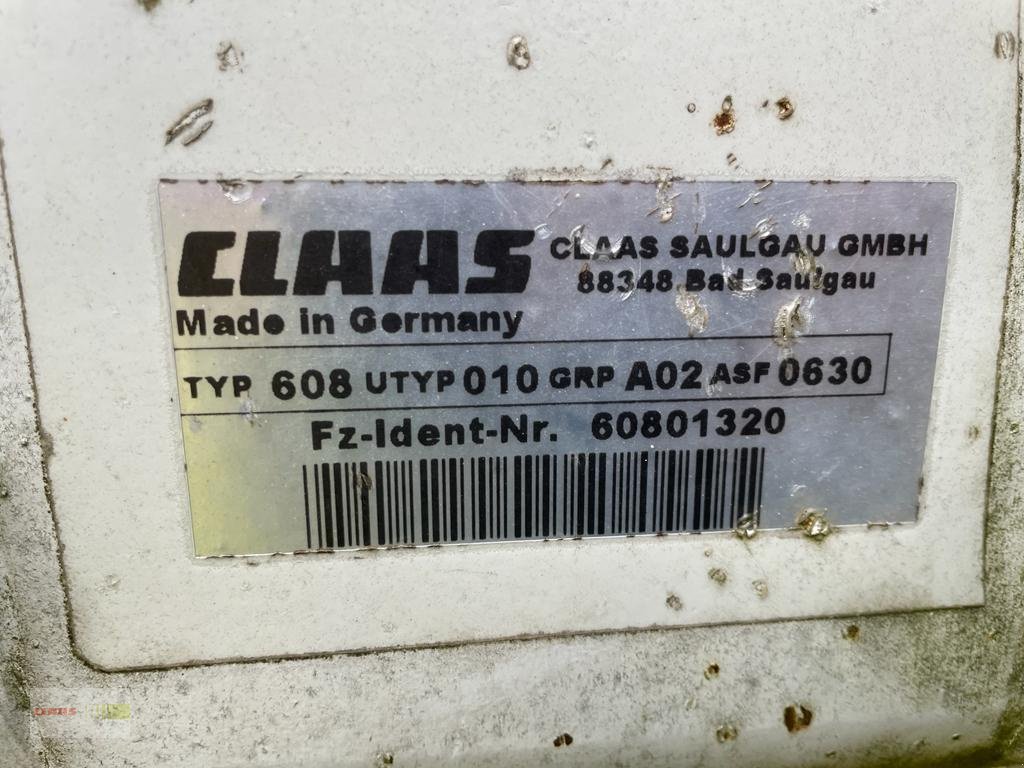 CLAAS
CLAAS SAULGAU GMBH
88348 Bad Saulgau
Made in Germany
TYP 608 UTYP 010 GRP A02 ASF 0630
Fz-Ident-Nr. 60801320
CLAAS